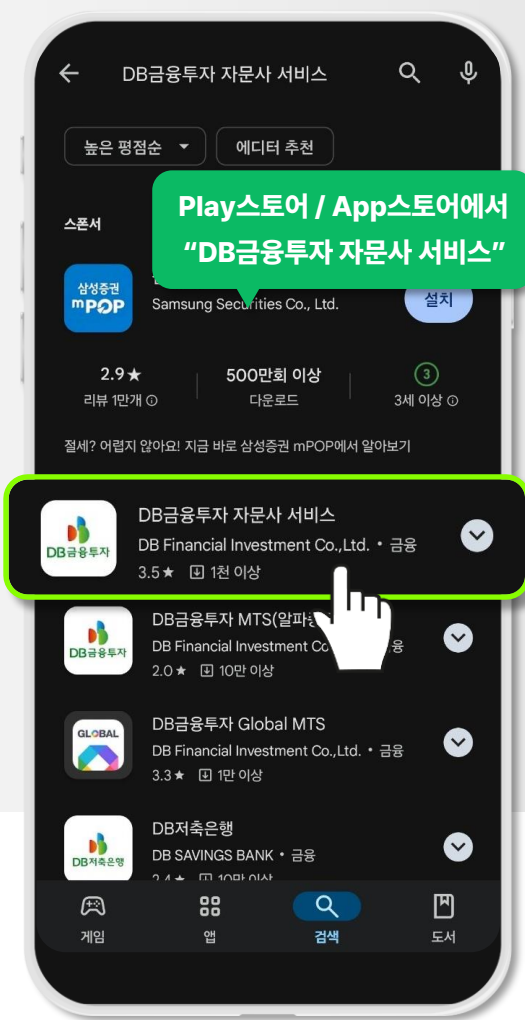 DB금융투자 자문사 서비스
높은 평점순
에디터 추천
스폰서
Play스토어 / App스토어에서
“DB금융투자 자문사 서비스”
삼성증권
mPOP
Samsung Securities Co., Ltd.
설치
2.9★
리뷰 1만개
500만회 이상
다운로드
3
3세 이상
절세? 어렵지 않아요! 지금 바로 삼성증권 mPOP에서 알아보기
DB금융투자
DB금융투자 자문사 서비스
DB Financial Investment Co.,Ltd. • 금융
3.5★ 1천 이상
DB금융투자
DB금융투자 MTS(알파
DB Financial Investment
2.0★ 10만 이상
GLOBAL
DB금융투자 Global MTS
DB Financial Investment Co.,Ltd. • 금융
3.3★ 1만 이상
DB저축은행
DB저축은행
DB SAVINGS BANK • 금융
2.4★ 10만 이상
게임
앱
검색
도서